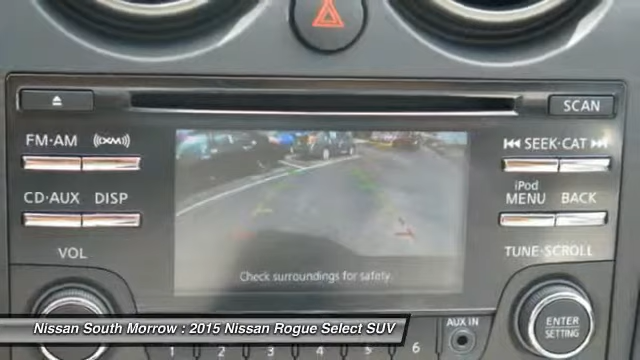 SCAN
FM·AM
((XM))
SEEK·CAT
CD·AUX
DISP
iPod
MENU
BACK
VOL
TUNE·SCROLL
Check surroundings for safety.
AUX IN
ENTER
SETTING
1 2 3 4 5 6
Nissan South Morrow : 2015 Nissan Rogue Select SUV